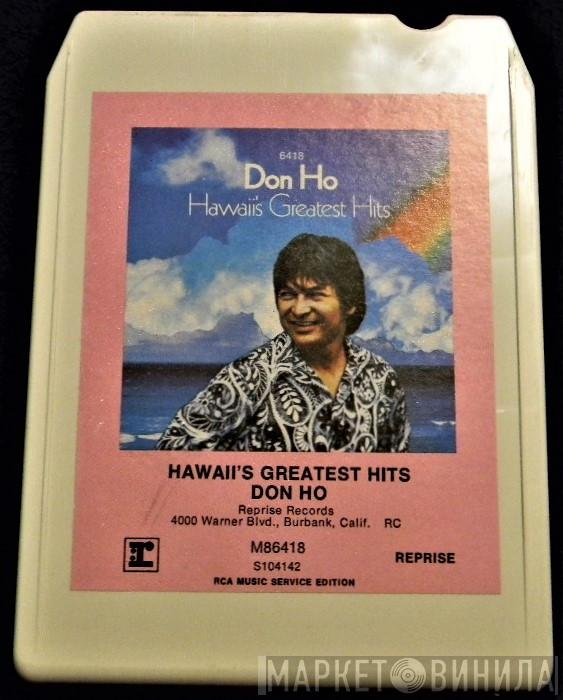 6418
Don Ho
Hawaii's Greatest Hits
HAWAII'S GREATEST HITS
DON HO
Reprise Records
4000 Warner Blvd., Burbank, Calif. RC
r
M86418
REPRISE
S104142
RCA MUSIC SERVICE EDITION
МАРКЕТ ВИНИЛА